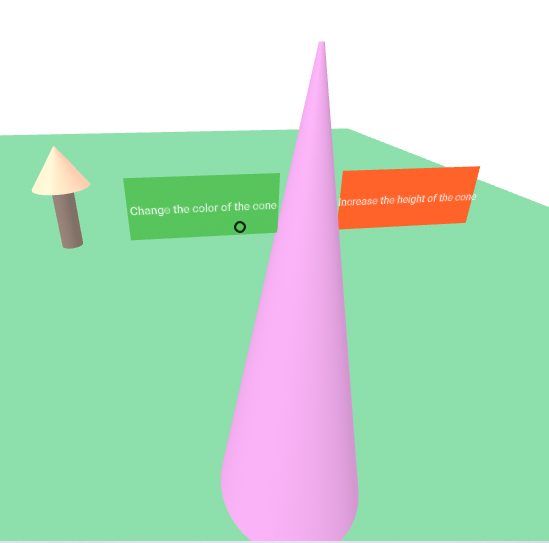 Change the color of the cone
Increase the height of the cone